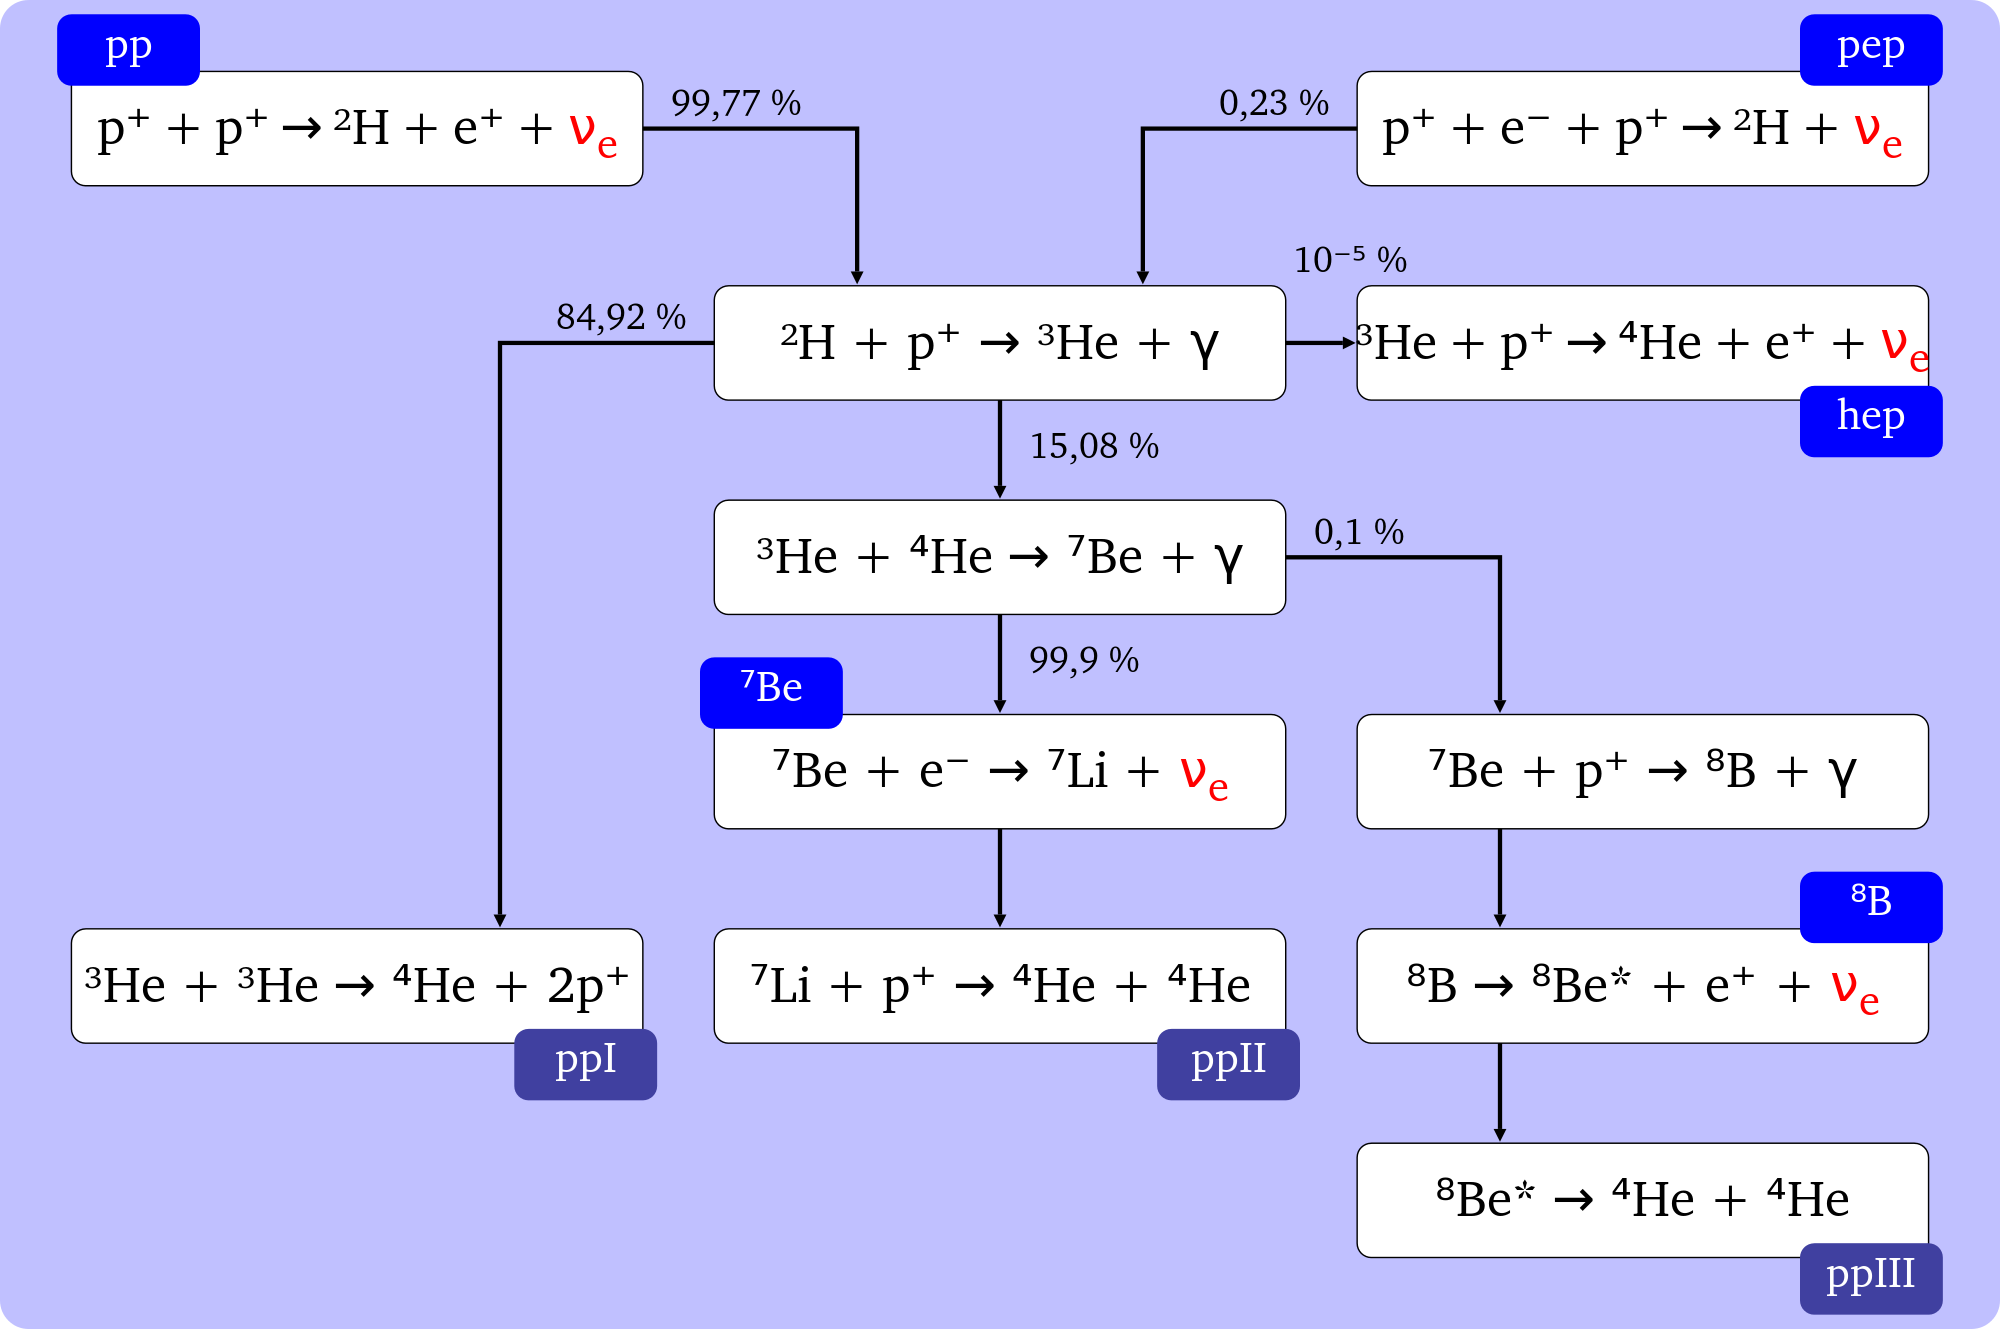 pp
p⁺ + p⁺ → ²H + e⁺ + νₑ
99,77 %
pep
p⁺ + e⁻ + p⁺ → ²H + νₑ
0,23 %
²H + p⁺ → ³He + γ
84,92 %
10⁻⁵ %
³He + p⁺ → ⁴He + e⁺ + νₑ
hep
15,08 %
³He + ⁴He → ⁷Be + γ
0,1 %
99,9 %
⁷Be
⁷Be + e⁻ → ⁷Li + νₑ
⁷Be + p⁺ → ⁸B + γ
³He + ³He → ⁴He + 2p⁺
ppI
⁷Li + p⁺ → ⁴He + ⁴He
ppII
⁸B
⁸B → ⁸Be* + e⁺ + νₑ
⁸Be* → ⁴He + ⁴He
ppIII